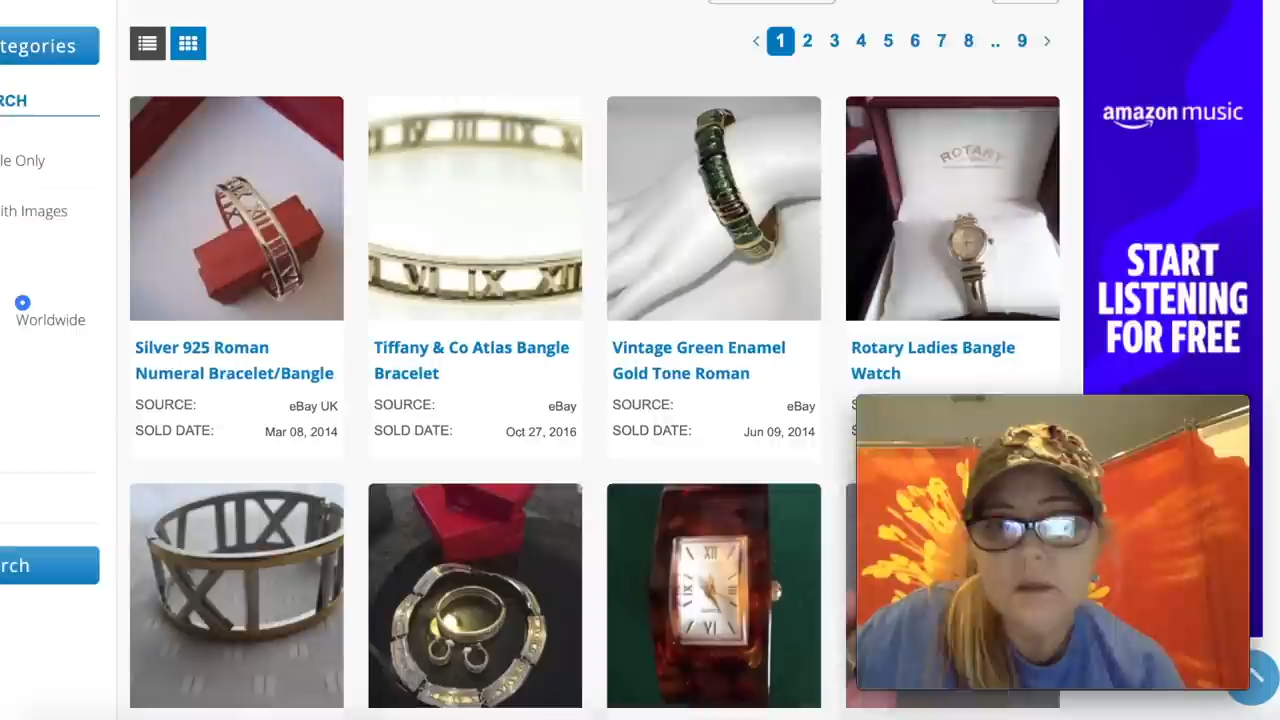 tegories
1 2 3 4 5 6 7 8 .. 9
RCH
le Only
ith Images
Worldwide
rch
ROTARY
Silver 925 Roman
Numeral Bracelet/Bangle
SOURCE: eBay UK
SOLD DATE: Mar 08, 2014
Tiffany & Co Atlas Bangle
Bracelet
SOURCE: eBay
SOLD DATE: Oct 27, 2016
Vintage Green Enamel
Gold Tone Roman
SOURCE: eBay
SOLD DATE: Jun 09, 2014
Rotary Ladies Bangle
Watch
amazon music
START
LISTENING
FOR FREE